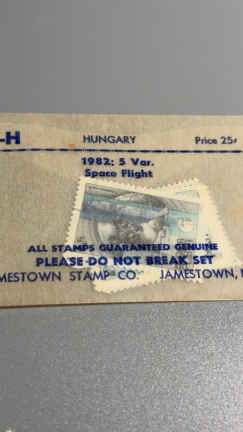 -H HUNGARY Price 25¢
1982; 5 Var.
Space Flight
ALL STAMPS GUARANTEED GENUINE
PLEASE DO NOT BREAK SET
MESTOWN STAMP CO. JAMESTOWN,